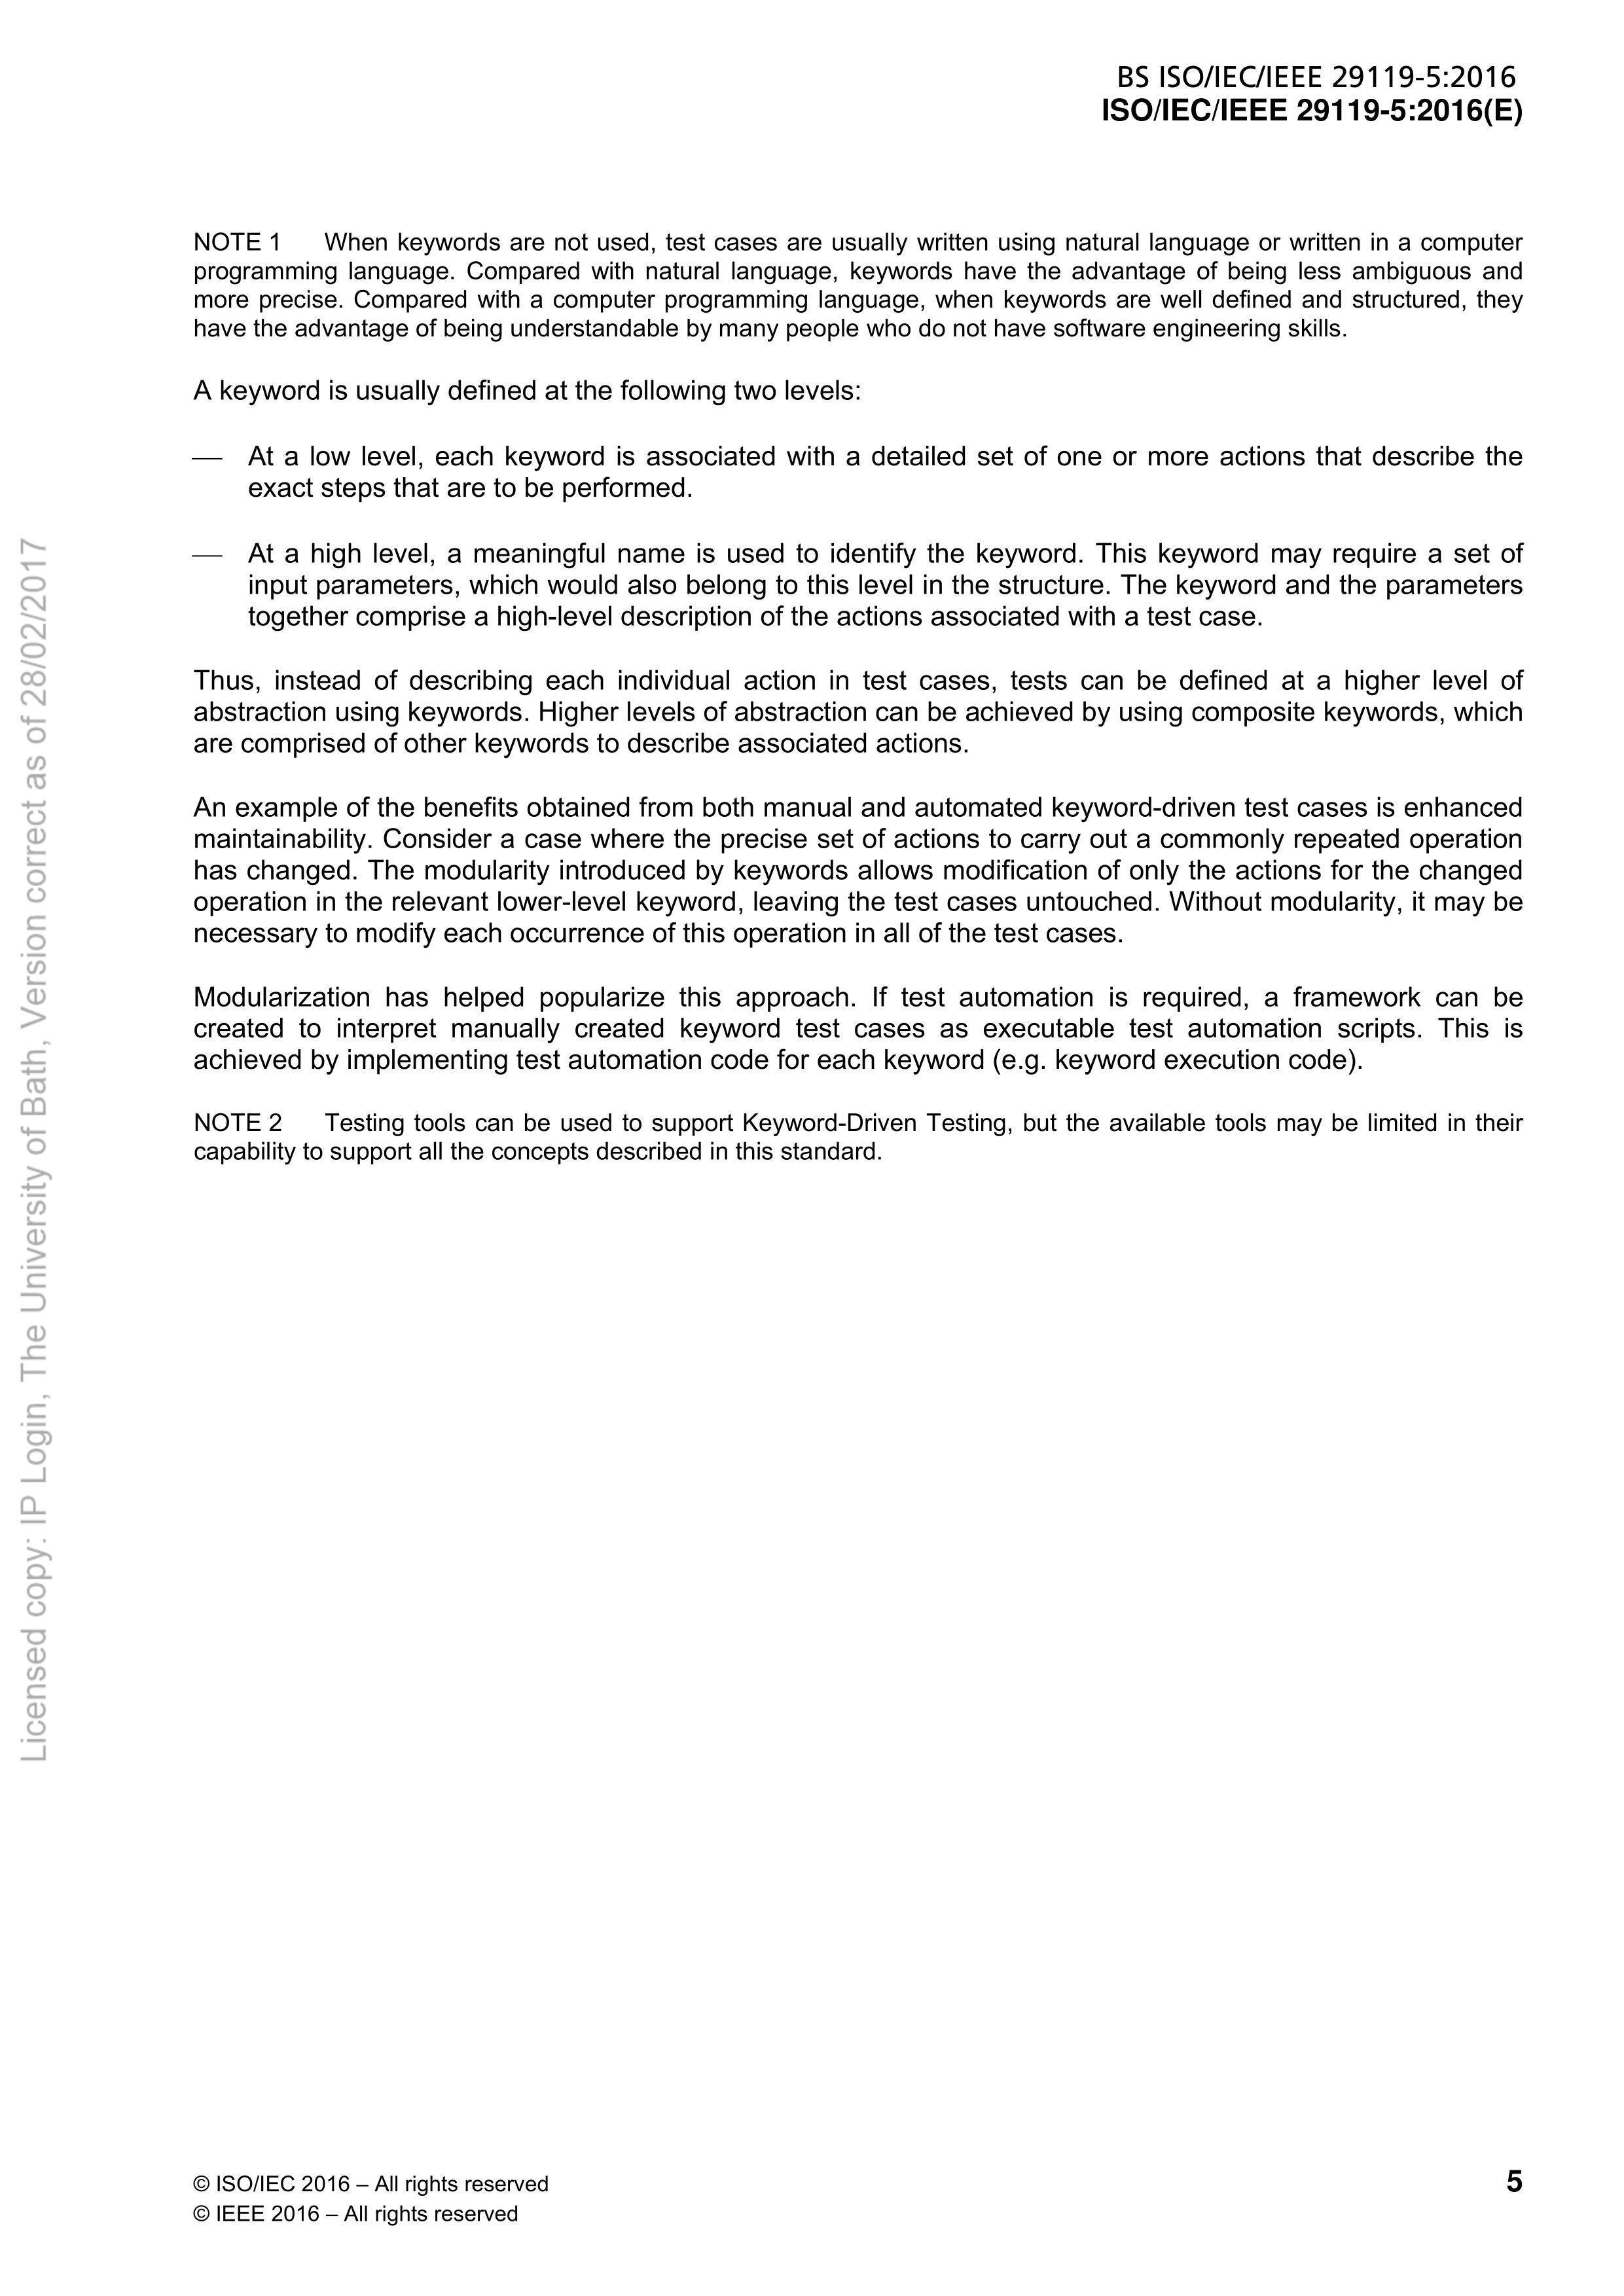 BS ISO/IEC/IEEE 29119-5:2016
ISO/IEC/IEEE 29119-5:2016(E)
NOTE 1 When keywords are not used, test cases are usually written using natural language or written in a computer
programming language. Compared with natural language, keywords have the advantage of being less ambiguous and
more precise. Compared with a computer programming language, when keywords are well defined and structured, they
have the advantage of being understandable by many people who do not have software engineering skills.
A keyword is usually defined at the following two levels:
— At a low level, each keyword is associated with a detailed set of one or more actions that describe the
exact steps that are to be performed.
— At a high level, a meaningful name is used to identify the keyword. This keyword may require a set of
input parameters, which would also belong to this level in the structure. The keyword and the parameters
together comprise a high-level description of the actions associated with a test case.
Thus, instead of describing each individual action in test cases, tests can be defined at a higher level of
abstraction using keywords. Higher levels of abstraction can be achieved by using composite keywords, which
are comprised of other keywords to describe associated actions.
An example of the benefits obtained from both manual and automated keyword-driven test cases is enhanced
maintainability. Consider a case where the precise set of actions to carry out a commonly repeated operation
has changed. The modularity introduced by keywords allows modification of only the actions for the changed
operation in the relevant lower-level keyword, leaving the test cases untouched. Without modularity, it may be
necessary to modify each occurrence of this operation in all of the test cases.
Modularization has helped popularize this approach. If test automation is required, a framework can be
created to interpret manually created keyword test cases as executable test automation scripts. This is
achieved by implementing test automation code for each keyword (e.g. keyword execution code).
NOTE 2 Testing tools can be used to support Keyword-Driven Testing, but the available tools may be limited in their
capability to support all the concepts described in this standard.
Licensed copy: IP Login, The University of Bath, Version correct as of 28/02/2017
© ISO/IEC 2016 – All rights reserved
© IEEE 2016 – All rights reserved
5